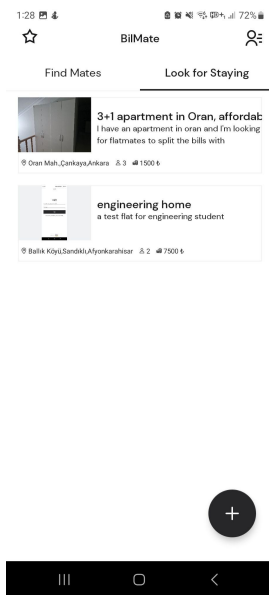 1:28 72%
BilMate
Find Mates Look for Staying
3+1 apartment in Oran, affordab
I have an apartment in oran and I'm looking
for flatmates to split the bills with
Oran Mah.,Çankaya,Ankara 3 1500 ₺
engineering home
a test flat for engineering student
Ballık Köyü,Sandıklı,Afyonkarahisar 2 7500 ₺